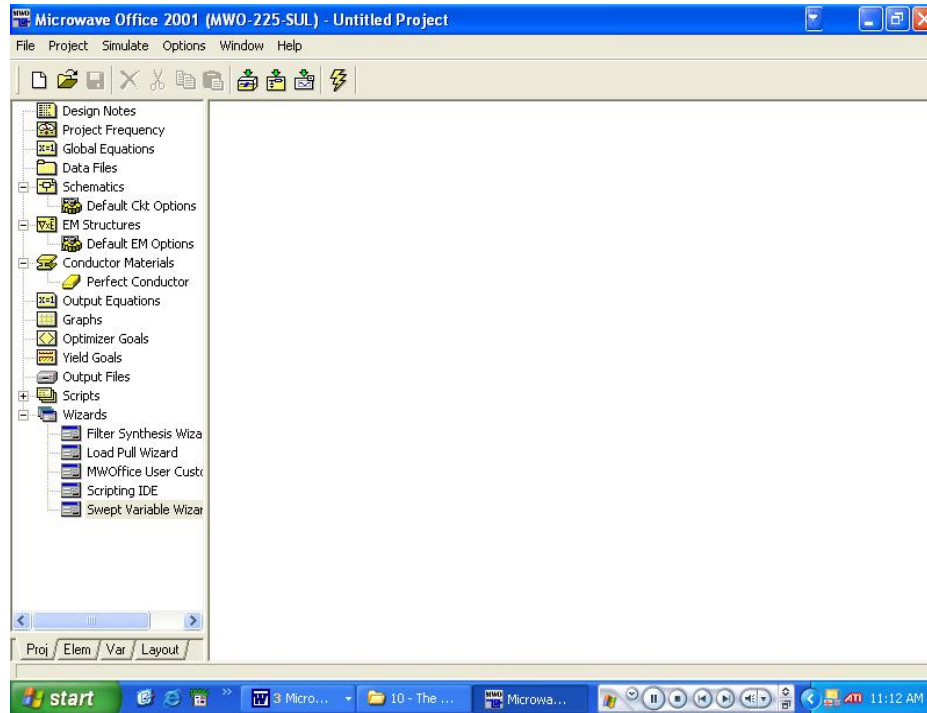 Microwave Office 2001 (MWO-225-SUL) - Untitled Project
File Project Simulate Options Window Help
Design Notes
Project Frequency
Global Equations
Data Files
Schematics
Default Ckt Options
EM Structures
Default EM Options
Conductor Materials
Perfect Conductor
Output Equations
Graphs
Optimizer Goals
Yield Goals
Output Files
Scripts
Wizards
Filter Synthesis Wiza
Load Pull Wizard
MWOffice User Custo
Scripting IDE
Swept Variable Wizar
Proj Elem Var Layout
start 3 Micro... 10 - The ... Microwa... ATI 11:12 AM